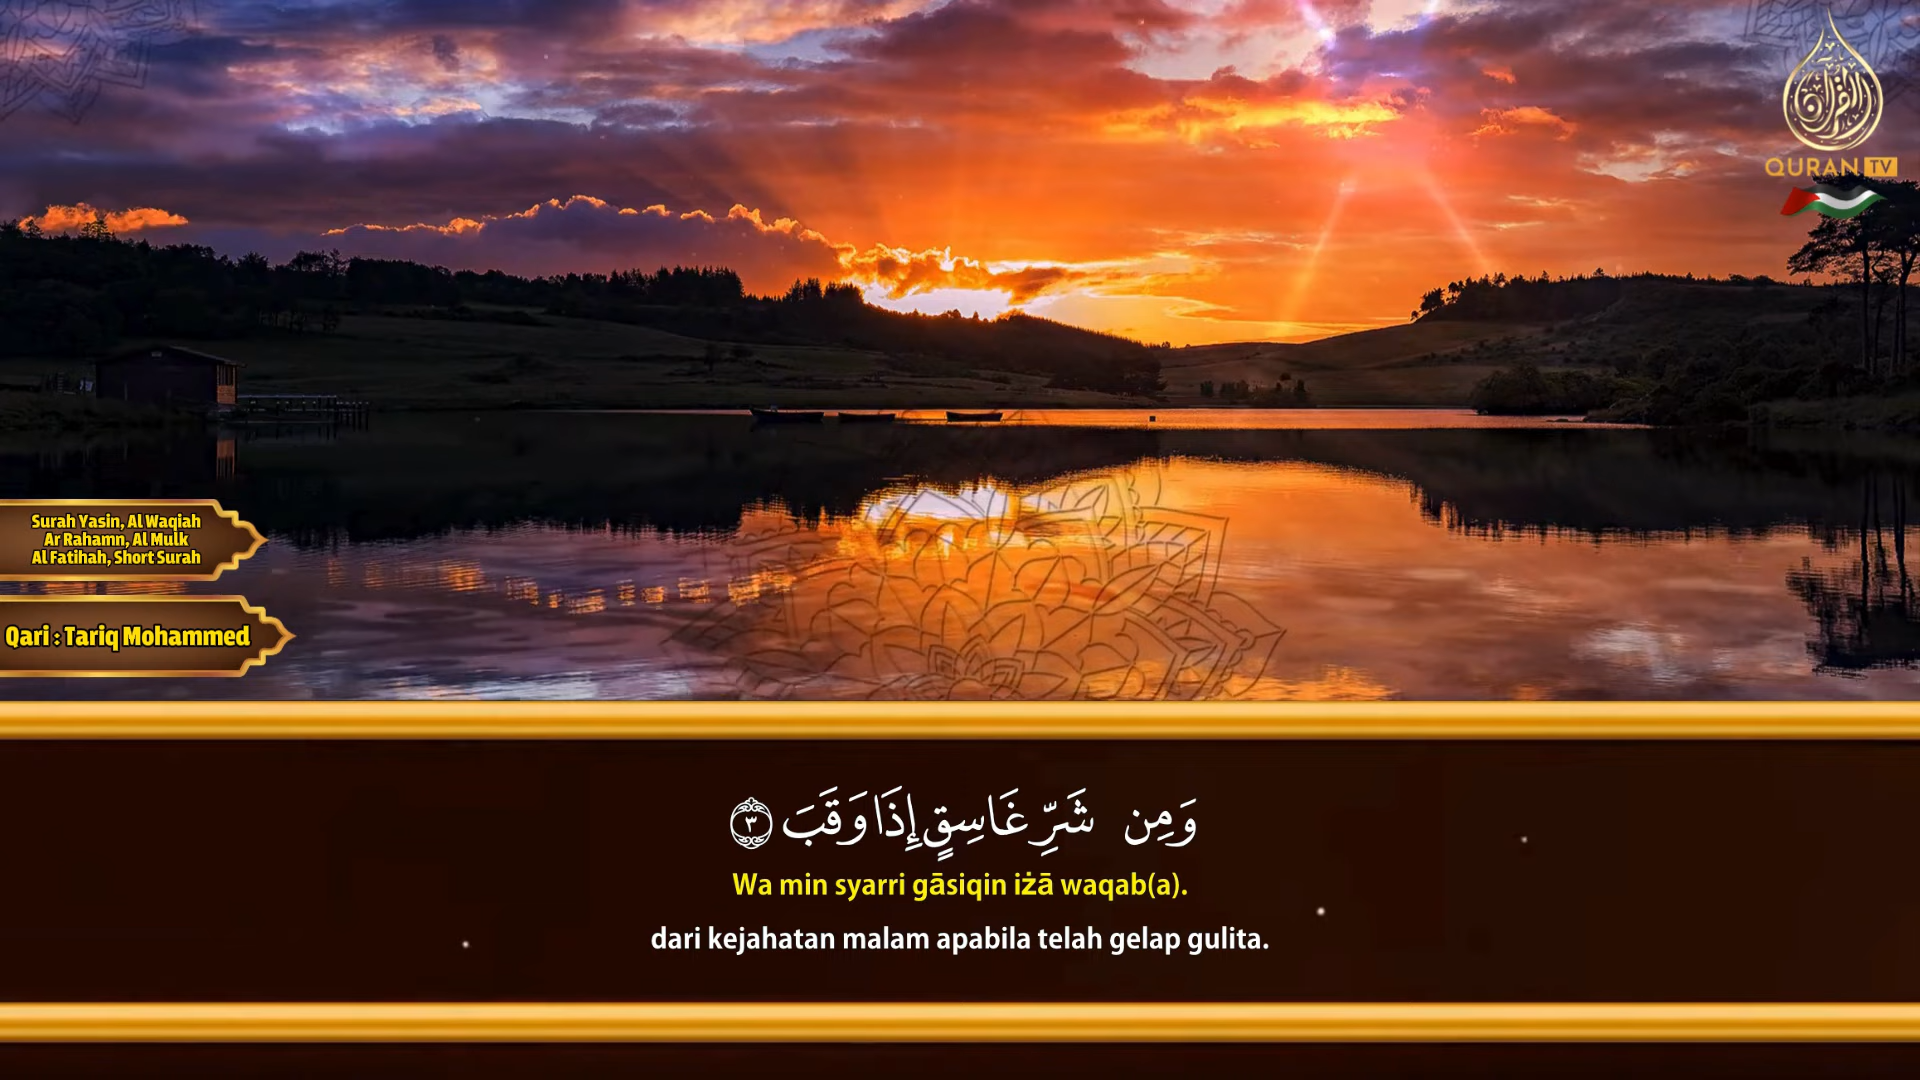 القرآن
QURAN TV
Surah Yasin, Al Waqiah
Ar Rahamn, Al Mulk
Al Fatihah, Short Surah
Qari : Tariq Mohammed
وَمِن شَرِّ غَاسِقٍ إِذَا وَقَبَ ٣
Wa min syarri gāsiqin iżā waqab(a).
dari kejahatan malam apabila telah gelap gulita.